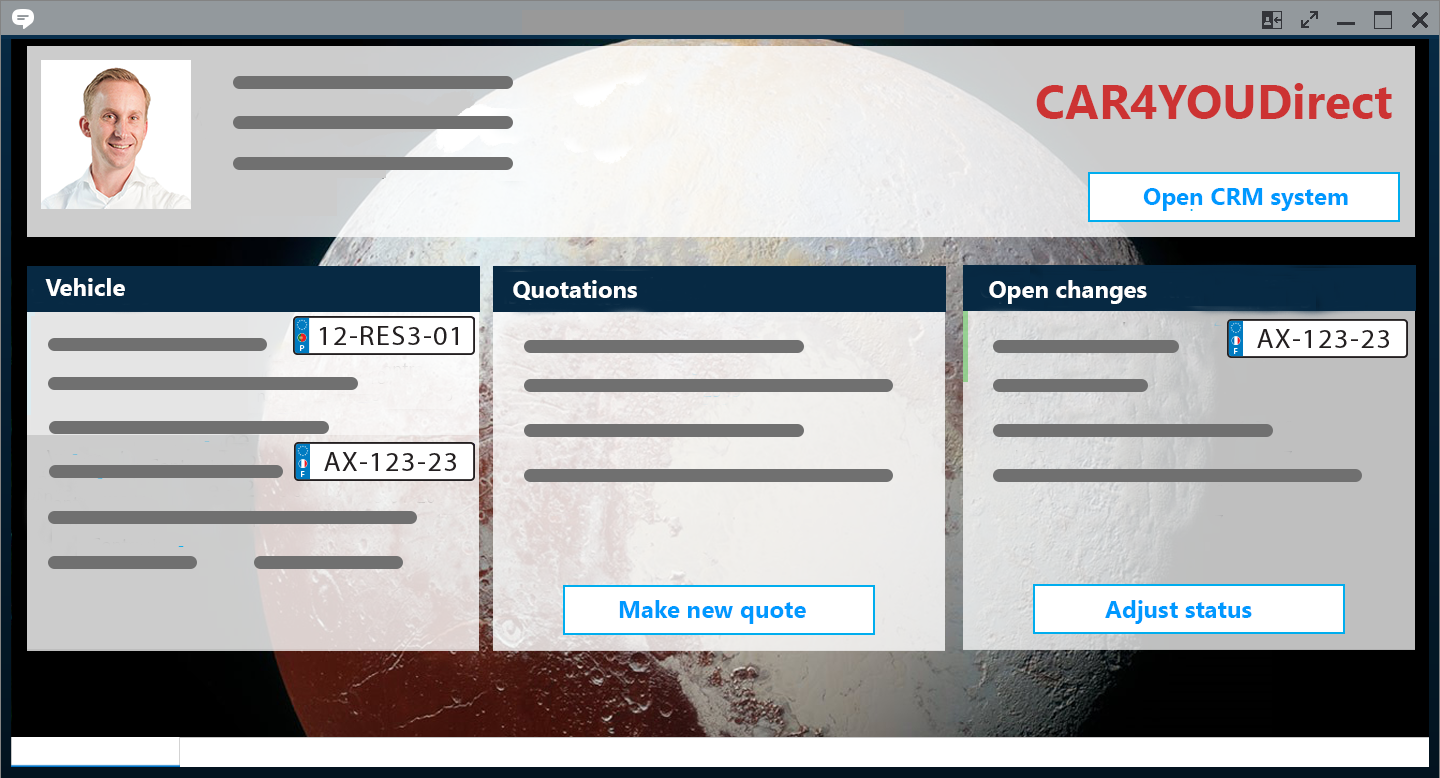 CAR4YOUDirect
Open CRM system
Vehicle
12-RES3-01
P
AX-123-23
F
Quotations
Make new quote
Open changes
AX-123-23
F
Adjust status